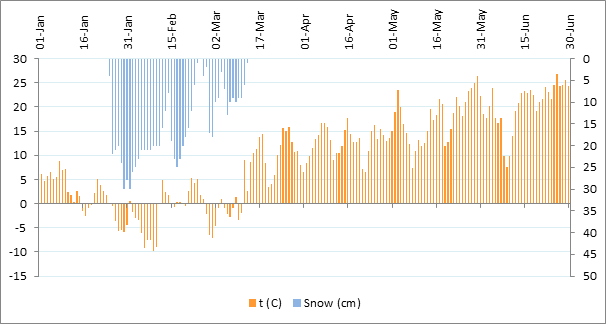 01-Jan
16-Jan
31-Jan
15-Feb
02-Mar
17-Mar
01-Apr
16-Apr
01-May
16-May
31-May
15-Jun
30-Jun
30
25
20
15
10
5
0
-5
-10
-15
0
5
10
15
20
25
30
35
40
45
50
t (C)
Snow (cm)